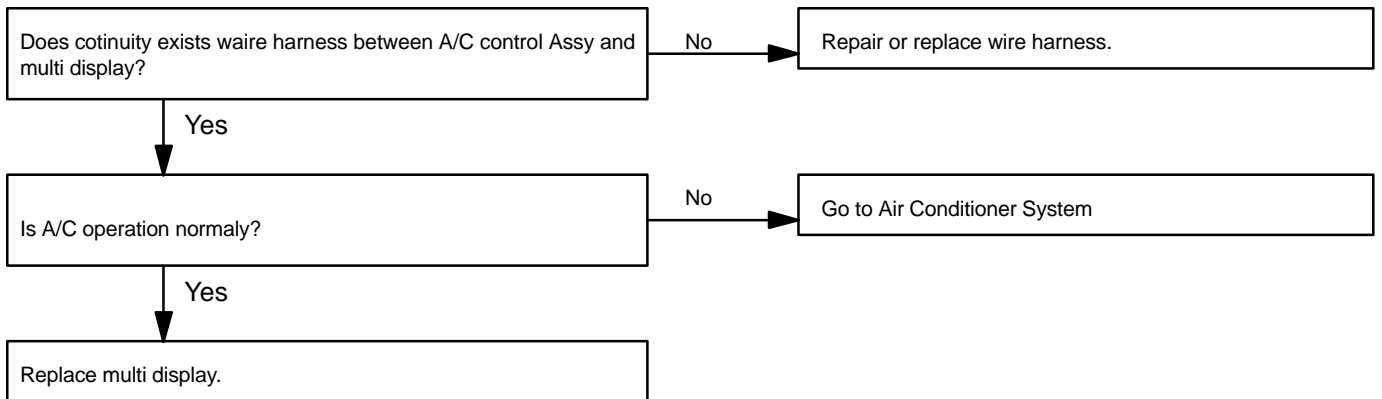 Does cotinuity exists waire harness between A/C control Assy and
multi display?
No
Repair or replace wire harness.
Yes
Is A/C operation normaly?
No
Go to Air Conditioner System
Yes
Replace multi display.